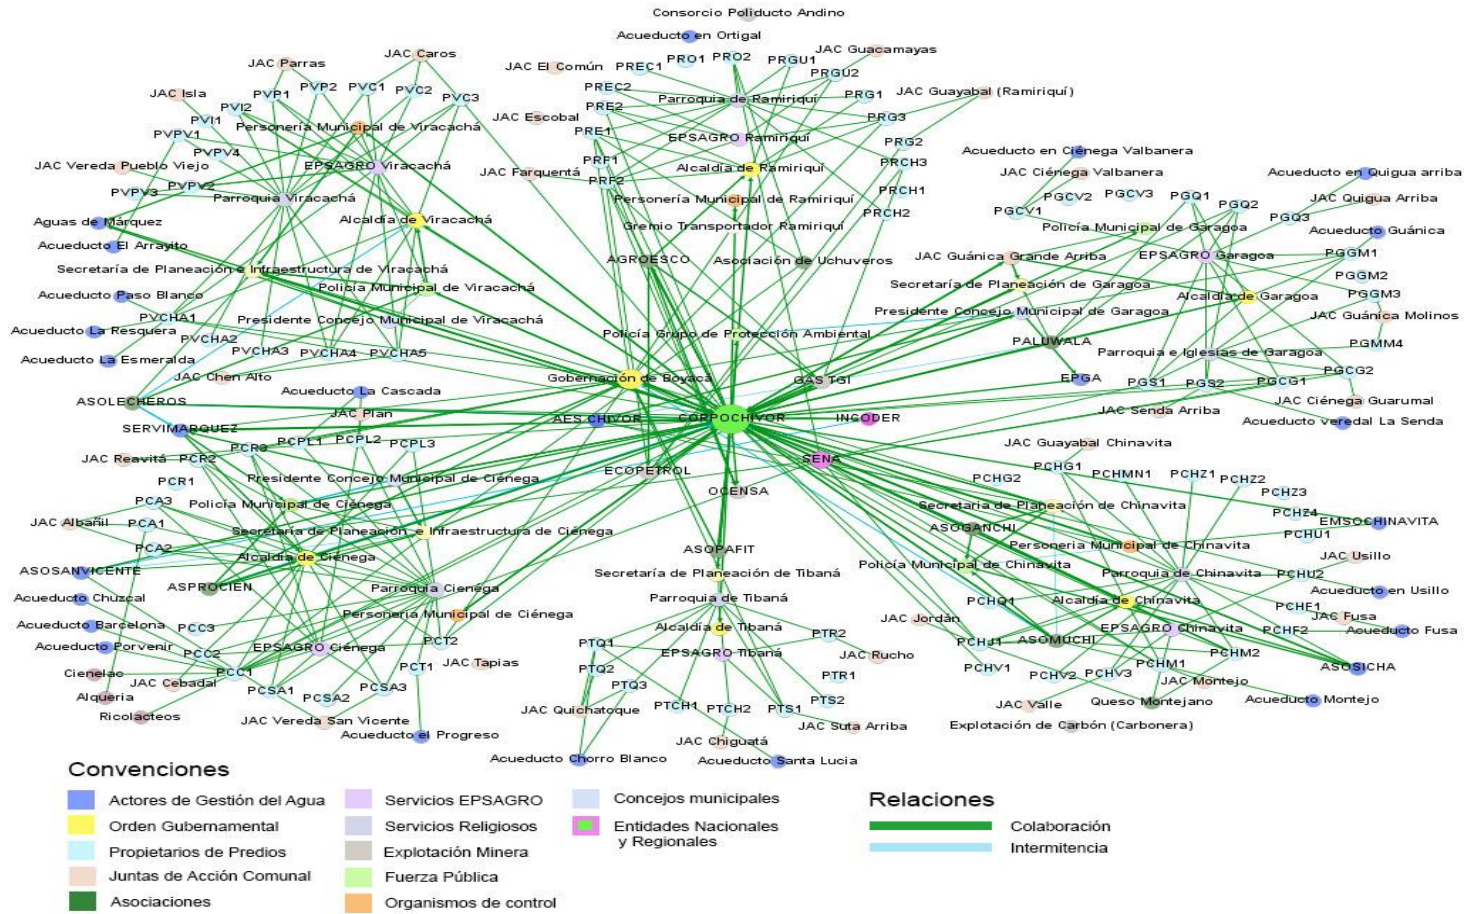 Consorcio Poliducto Andino
Acueducto en Ortigal
JAC Caros
JAC Parras
JAC El Común
PREC1
PRO1
PRO2
PRGU1
JAC Guacamayas
PRGU2
JAC Isla
PVP1
PVP2
PVC1
PVC2
PVC3
PREC2
PRE2
Parroquia de Ramiriquí
PRG1
JAC Guayabal (Ramiriquí)
PVI2
PVI1
Personería Municipal de Viracachá
JAC Escobal
PRE1
EPSAGRO Ramiriquí
PRG3
PRG2
PVPV1
PVPV4
JAC Vereda Pueblo Viejo
EPSAGRO Viracachá
JAC Farquentá
PRF1
PRF2
Alcaldía de Ramiriquí
PRCH3
PRCH1
PRCH2
Acueducto en Ciénega Valbanera
JAC Ciénega Valbanera
Acueducto en Quigua arriba
PVPV3
PVPV2
Parroquia Viracachá
Personería Municipal de Ramiriquí
PGCV1
PGCV2
PGCV3
PGQ1
PGQ2
PGQ3
JAC Quigua Arriba
Aguas de Márquez
Alcaldía de Viracachá
Gremio Transportador Ramiriquí
Policía Municipal de Garagoa
Acueducto Guánica
Acueducto El Arrayito
AGROESCO
Asociación de Uchuveros
JAC Guánica Grande Arriba
EPSAGRO Garagoa
PGGM1
Secretaría de Planeación e Infraestructura de Viracachá
Policía Municipal de Viracachá
Secretaría de Planeación de Garagoa
PGGM2
Acueducto Paso Blanco
Alcaldía de Garagoa
PGGM3
PVCHA1
Presidente Concejo Municipal de Viracachá
Presidente Concejo Municipal de Garagoa
JAC Guánica Molinos
Acueducto La Resquera
PVCHA2
Policía Grupo de Protección Ambiental
PALUWALA
PGMM4
Acueducto La Esmeralda
PVCHA3
PVCHA4
PVCHA5
Parroquia e Iglesias de Garagoa
JAC Chen Alto
Gobernación de Boyacá
GAS TGI
EPGA
PGS1
PGS2
PGCG1
PGCG2
Acueducto La Cascada
ASOLECHEROS
JAC Plan
AES CHIVOR
CORPOCHIVOR
INCODER
JAC Senda Arriba
JAC Ciénega Guarumal
SERVIMARQUEZ
Acueducto veredal La Senda
PCR3
PCPL1
PCPL2
PCPL3
JAC Guayabal Chinavita
JAC Reavitá
PCR2
PCR1
Presidente Concejo Municipal de Ciénega
ECOPETROL
SENA
PCHG2
PCHG1
PCHMN1
PCHZ1
PCHZ2
PCHZ3
PCA3
Policía Municipal de Ciénega
OCENSA
Secretaria de Planeación de Chinavita
PCHZ4
EMSOCHINAVITA
JAC Albañil
PCA1
Secretaría de Planeación e Infraestructura de Ciénega
ASOGANCHI
PCHU1
PCA2
Alcaldía de Ciénega
ASOPAFIT
Personería Municipal de Chinavita
JAC Usillo
ASOSANVICENTE
Secretaría de Planeación de Tibaná
Policía Municipal de Chinavita
Parroquia de Chinavita
PCHU2
ASPROCIEN
Parroquia Cienega
Parroquia de Tibaná
PCHQ1
Alcaldía de Chinavita
Acueducto en Usillo
Acueducto Chuzcal
Personería Municipal de Ciénega
PCHF1
JAC Fusa
Acueducto Barcelona
PCC3
Alcaldía de Tibaná
JAC Jordán
EPSAGRO Chinavita
PCHF2
Acueducto Fusa
Acueducto Porvenir
PCC2
EPSAGRO Ciénega
PCT2
PTQ1
EPSAGRO Tibaná
PTR2
JAC Rucho
PCHJ1
ASOMUCHI
PCHM2
Cienelac
PCC1
PCT1
JAC Tapias
PTQ2
PTR1
PCHV1
PCHV2
PCHV3
PCHM1
ASOSICHA
JAC Cebadal
PCSA1
PCSA2
PCSA3
PTQ3
PTS2
JAC Montejo
Alqueria
JAC Quichatoque
PTCH1
PTCH2
PTS1
JAC Valle
Queso Montejano
Acueducto Montejo
Ricolacteos
JAC Vereda San Vicente
JAC Suta Arriba
Explotación de Carbón (Carbonera)
Acueducto el Progreso
JAC Chiguatá
Acueducto Chorro Blanco
Acueducto Santa Lucia
Convenciones
Actores de Gestión del Agua
Orden Gubernamental
Propietarios de Predios
Juntas de Acción Comunal
Asociaciones
Servicios EPSAGRO
Servicios Religiosos
Explotación Minera
Fuerza Pública
Organismos de control
Concejos municipales
Entidades Nacionales
y Regionales
Relaciones
Colaboración
Intermitencia